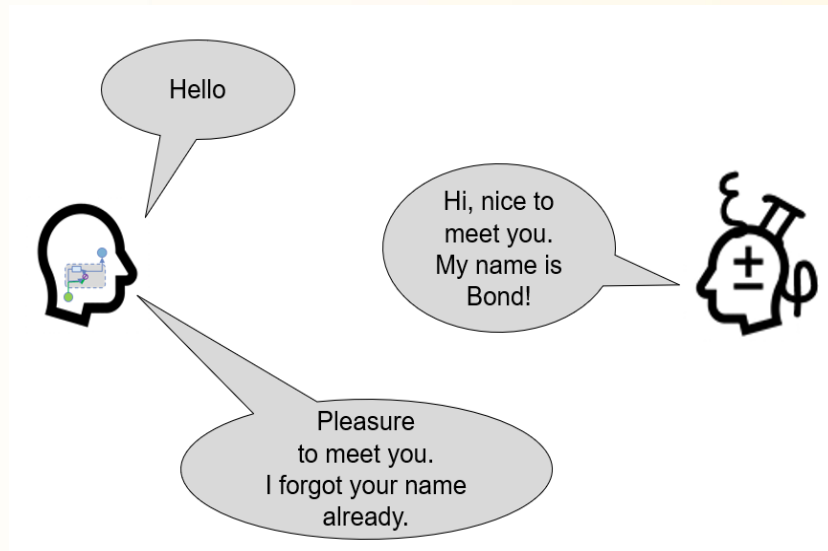 Hello
Hi, nice to
meet you.
My name is
Bond!
Pleasure
to meet you.
I forgot your name
already.